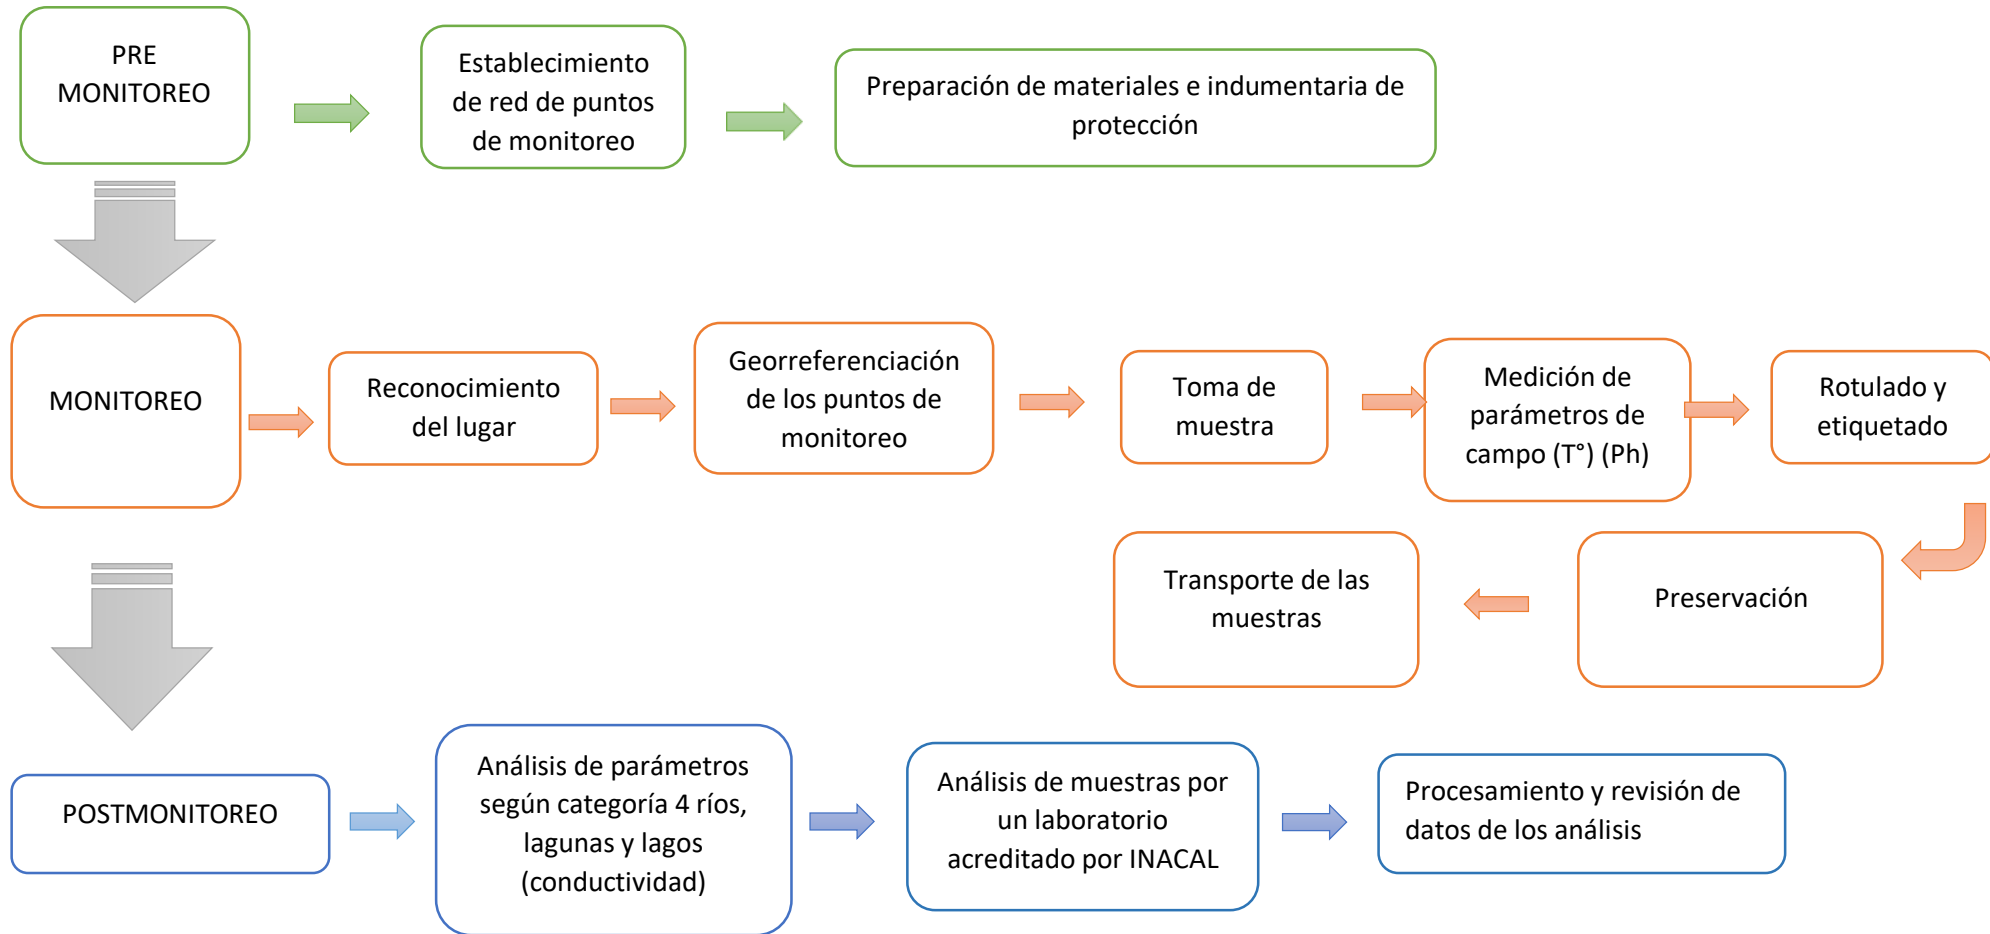 PRE
MONITOREO
Establecimiento
de red de puntos
de monitoreo
Preparación de materiales e indumentaria de
protección
MONITOREO
Reconocimiento
del lugar
Georreferenciación
de los puntos de
monitoreo
Toma de
muestra
Medición de
parámetros de
campo (T°) (Ph)
Rotulado y
etiquetado
Preservación
Transporte de las
muestras
POSTMONITOREO
Análisis de parámetros
según categoría 4 ríos,
lagunas y lagos
(conductividad)
Análisis de muestras por
un laboratorio
acreditado por INACAL
Procesamiento y revisión de
datos de los análisis